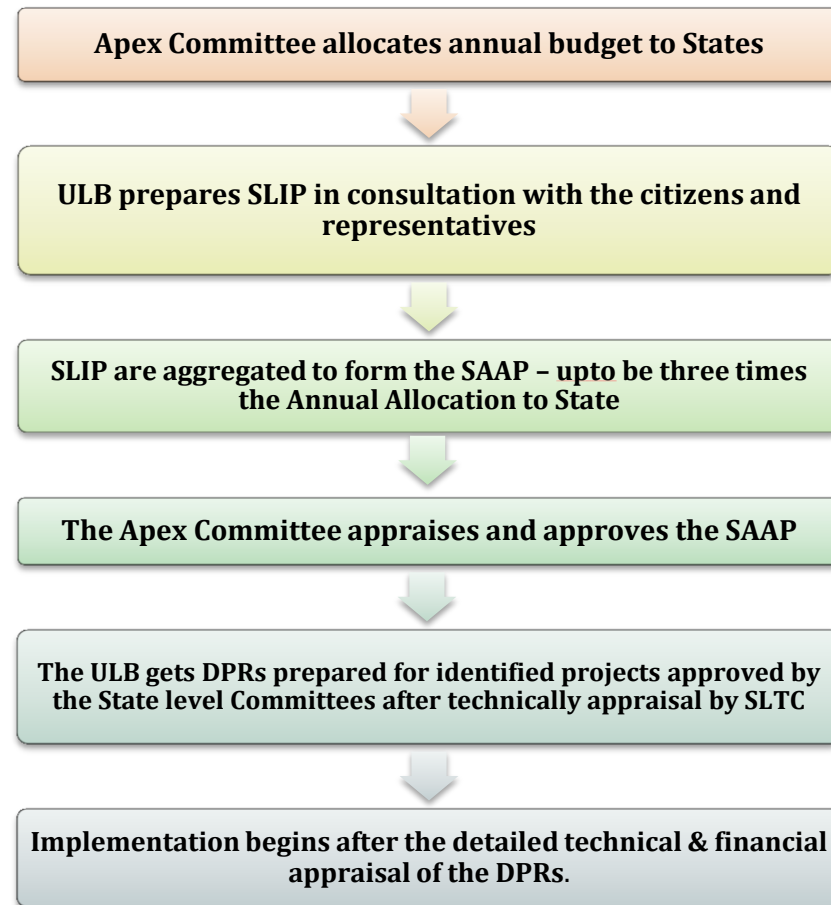 Apex Committee allocates annual budget to States
ULB prepares SLIP in consultation with the citizens and
representatives
SLIP are aggregated to form the SAAP – upto be three times
the Annual Allocation to State
The Apex Committee appraises and approves the SAAP
The ULB gets DPRs prepared for identified projects approved by
the State level Committees after technically appraisal by SLTC
Implementation begins after the detailed technical & financial
appraisal of the DPRs.